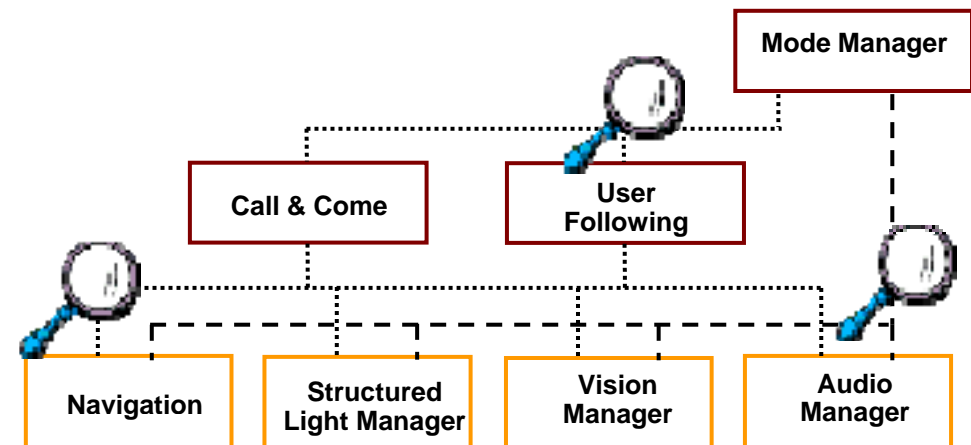 Mode Manager
Call & Come
User
Following
Navigation
Structured
Light Manager
Vision
Manager
Audio
Manager